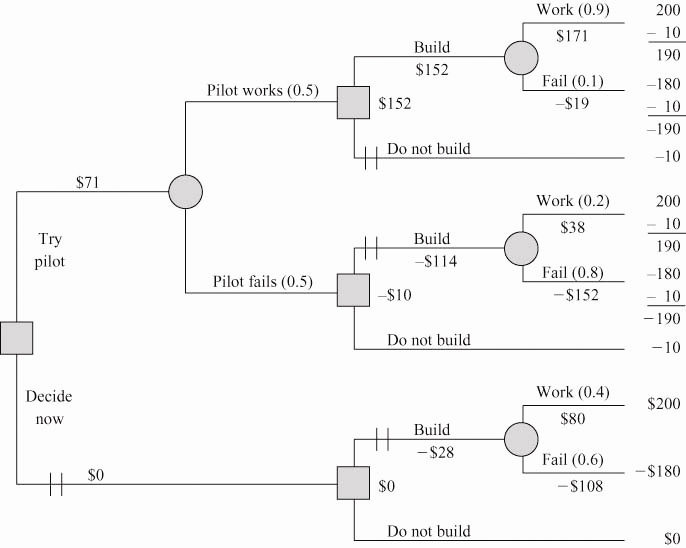 Work (0.9)
200
$171
– 10
Build
190
$152
Fail (0.1)
–180
–$19
– 10
–190
Pilot works (0.5)
$152
Do not build
–10
$71
Work (0.2)
200
$38
– 10
Build
190
–$114
Fail (0.8)
–180
–$152
– 10
–190
Try
pilot
Pilot fails (0.5)
–$10
Do not build
–10
Decide
now
Work (0.4)
$200
$80
Build
–$28
Fail (0.6)
–$180
–$108
$0
$0
Do not build
$0